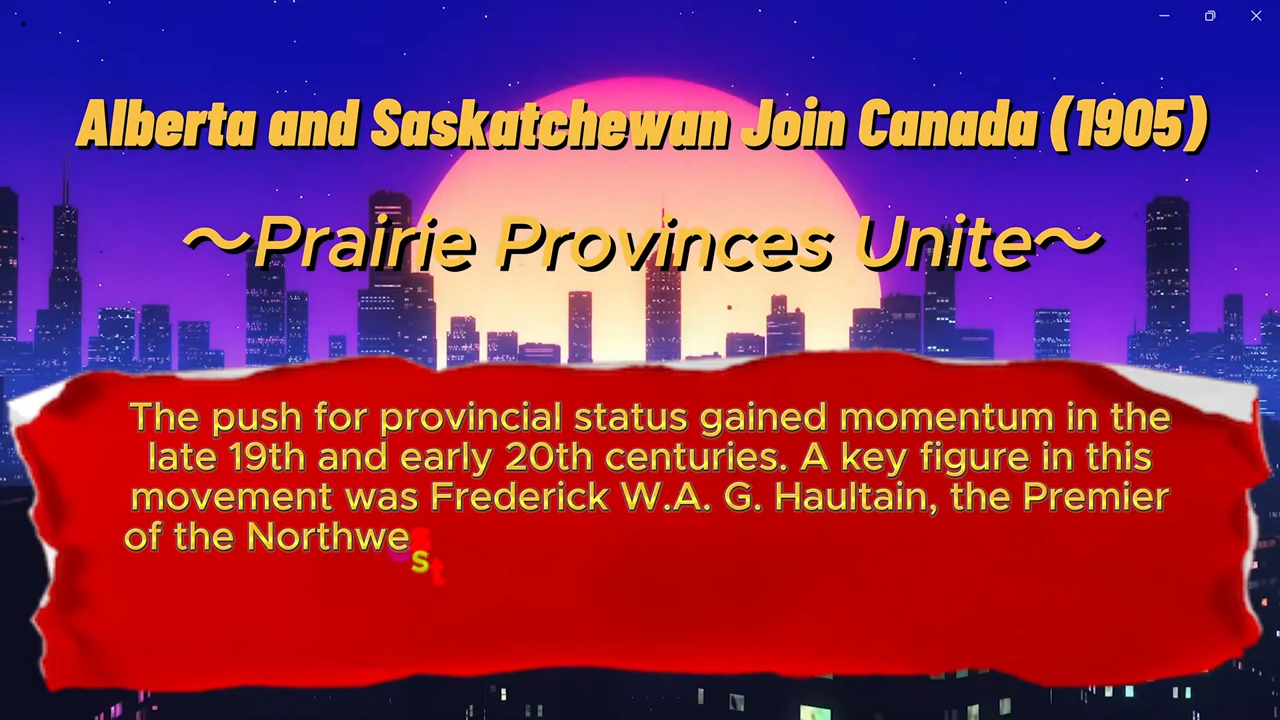 Alberta and Saskatchewan Join Canada (1905)
～Prairie Provinces Unite～
The push for provincial status gained momentum in the
late 19th and early 20th centuries. A key figure in this
movement was Frederick W.A. G. Haultain, the Premier
of the Northwest